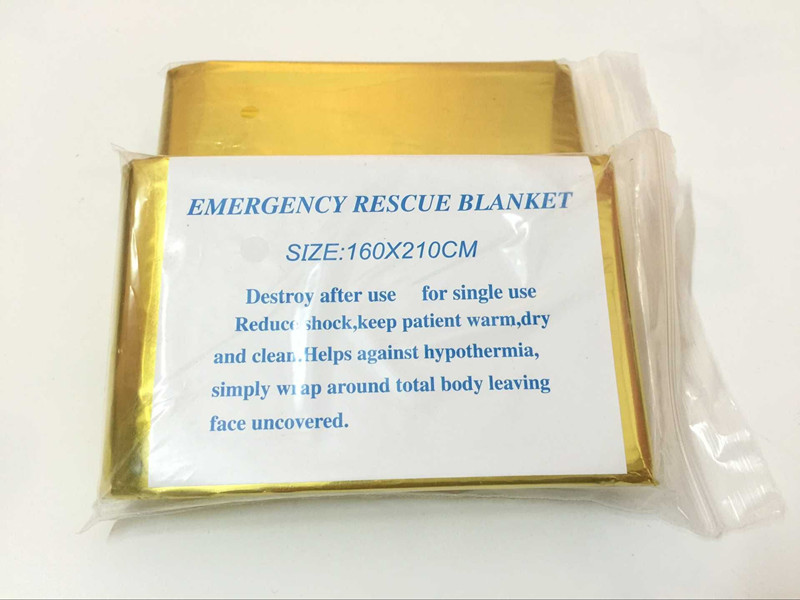 EMERGENCY RESCUE BLANKET
SIZE:160X210CM
Destroy after use for single use
Reduce shock,keep patient warm,dry
and clean.Helps against hypothermia,
simply wrap around total body leaving
face uncovered.